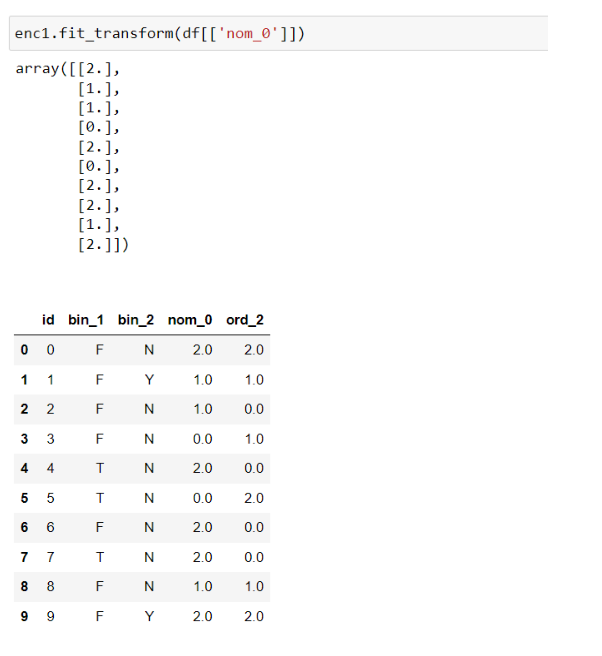 enc1.fit_transform(df[['nom_0']])
array([[2.],
[1.],
[1.],
[0.],
[2.],
[0.],
[2.],
[2.],
[1.],
[2.]])
id bin_1 bin_2 nom_0 ord_2
0 0 F N 2.0 2.0
1 1 F Y 1.0 1.0
2 2 F N 1.0 0.0
3 3 F N 0.0 1.0
4 4 T N 2.0 0.0
5 5 T N 0.0 2.0
6 6 F N 2.0 0.0
7 7 T N 2.0 0.0
8 8 F N 1.0 1.0
9 9 F Y 2.0 2.0